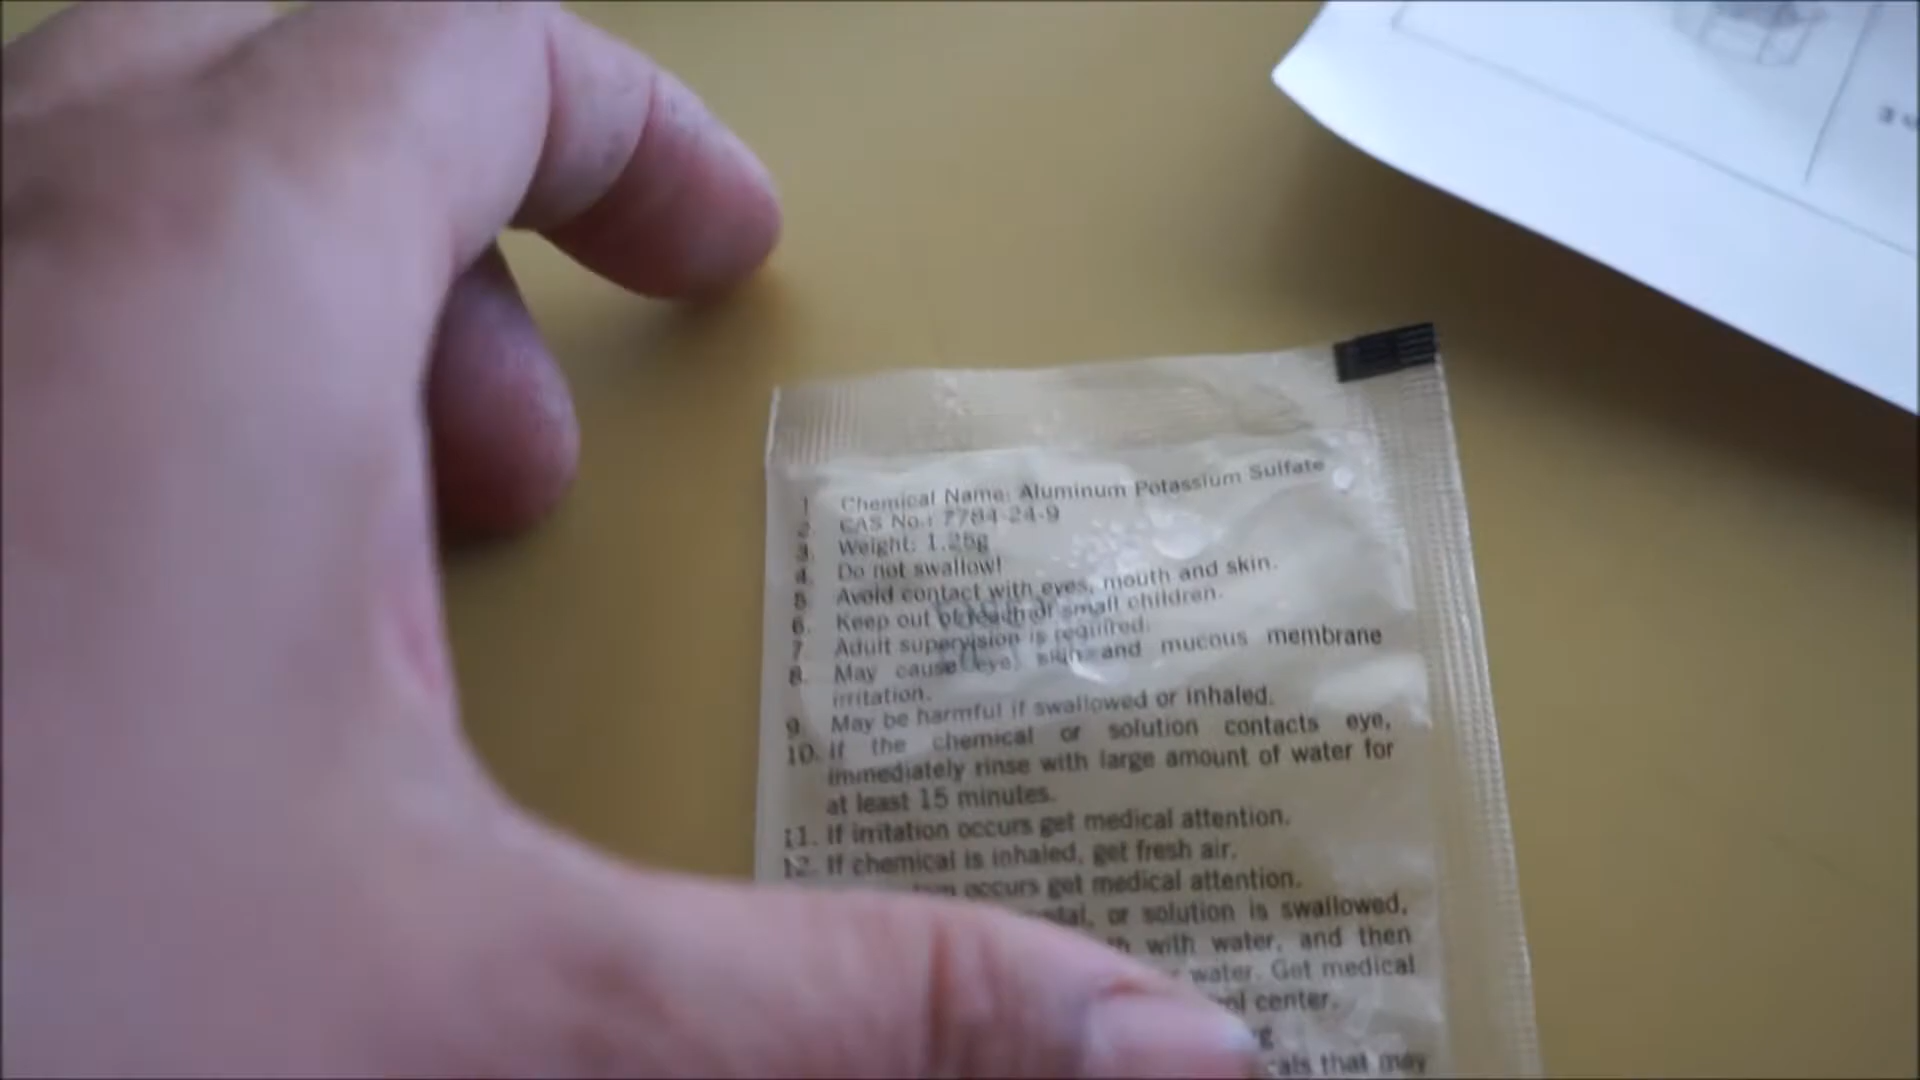 1. Chemical Name: Aluminum Potassium Sulfate
2. CAS No.: 7784-24-9
3. Weight: 1.25g
4. Do not swallow!
5. Avoid contact with eyes, mouth and skin.
6. Keep out of reach of small children.
7. Adult supervision is required.
8. May cause eye, skin and mucous membrane
irritation.
9. May be harmful if swallowed or inhaled.
10. If the chemical or solution contacts eye,
immediately rinse with large amount of water for
at least 15 minutes.
11. If irritation occurs get medical attention.
12. If chemical is inhaled, get fresh air.
occurs get medical attention.
or solution is swallowed,
with water, and then
water. Get medical
center.
that may